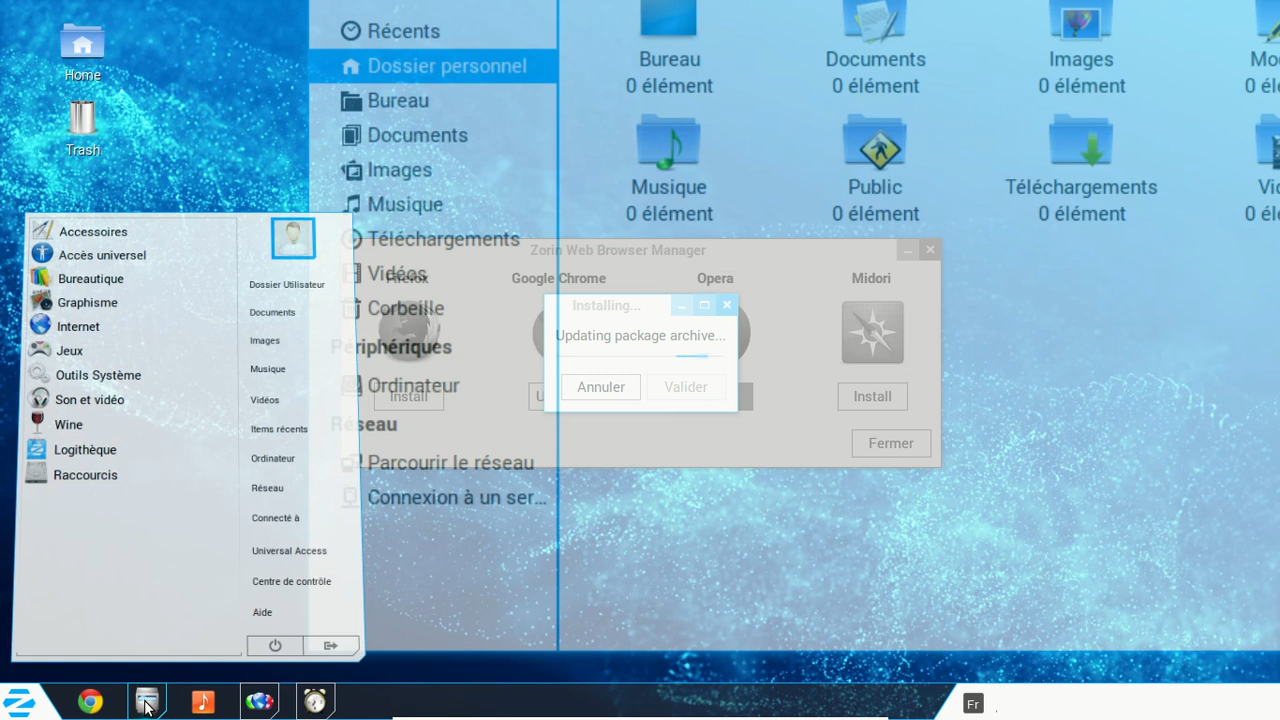 Home
Trash
Récents
Dossier personnel
Bureau
Documents
Images
Musique
Téléchargements
Vidéos
Corbeille
Périphériques
Ordinateur
Réseau
Parcourir le réseau
Connexion à un ser...
Bureau
0 élément
Documents
0 élément
Images
0 élément
Musique
0 élément
Public
0 élément
Téléchargements
0 élément
Accessoires
Accès universel
Bureautique
Graphisme
Internet
Jeux
Outils Système
Son et vidéo
Wine
Logithèque
Raccourcis
Dossier Utilisateur
Documents
Images
Musique
Vidéos
Items récents
Ordinateur
Réseau
Connecté à
Universal Access
Centre de contrôle
Aide
Zorin Web Browser Manager
Firefox
Google Chrome
Opera
Midori
Install
Install
Fermer
Installing...
Updating package archive...
Annuler
Valider
Fr